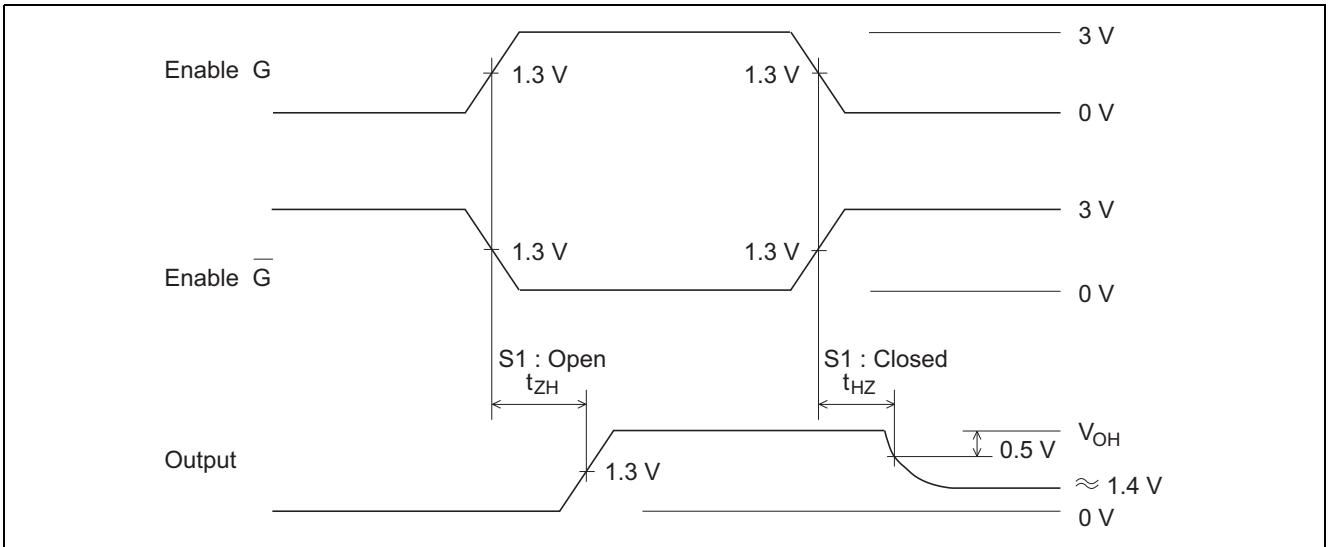 3 V
Enable G
1.3 V 1.3 V
0 V
3 V
1.3 V 1.3 V
Enable G̅
0 V
S1 : Open S1 : Closed
tZH tHZ
VOH
0.5 V
Output
1.3 V
≈ 1.4 V
0 V